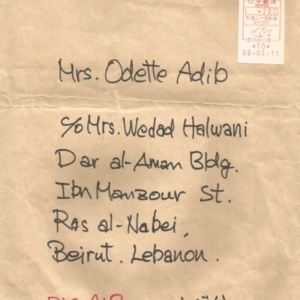 Mrs. Odette Adib
c/o Mrs. Wedad Halwani
Dar al-Aman Bldg.
Ibn Manzour St.
Ras al-Nabei,
Beirut. Lebanon.